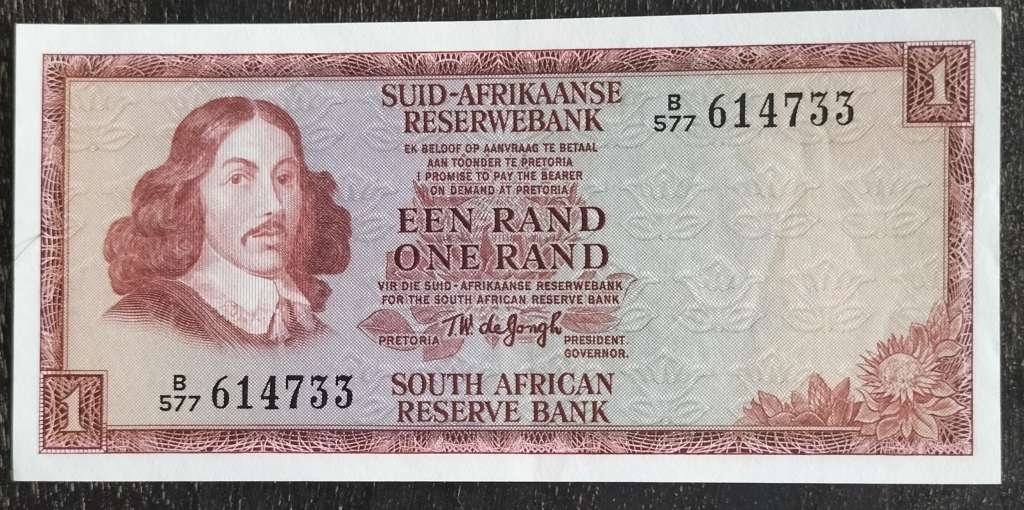 1
SUID-AFRIKAANSE
RESERWEBANK
B
577 614733
EK BELOOF OP AANVRAAG TE BETAAL
AAN TOONDER TE PRETORIA
I PROMISE TO PAY THE BEARER
ON DEMAND AT PRETORIA
EEN RAND
ONE RAND
VIR DIE SUID-AFRIKAANSE RESERWEBANK
FOR THE SOUTH AFRICAN RESERVE BANK
T.W. de Jongh
PRETORIA
PRESIDENT.
GOVERNOR.
B
577 614733
SOUTH AFRICAN
RESERVE BANK
1